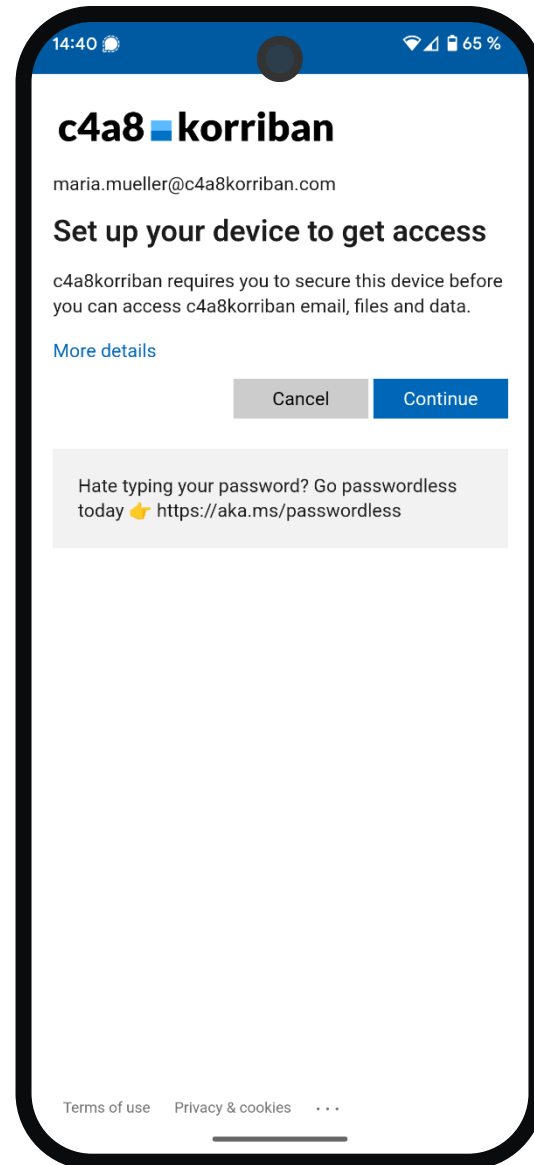 14:40 65 %
c4a8 korriban
maria.mueller@c4a8korriban.com
Set up your device to get access
c4a8korriban requires you to secure this device before
you can access c4a8korriban email, files and data.
More details
Cancel Continue
Hate typing your password? Go passwordless
today 👉 https://aka.ms/passwordless
Terms of use Privacy & cookies ...